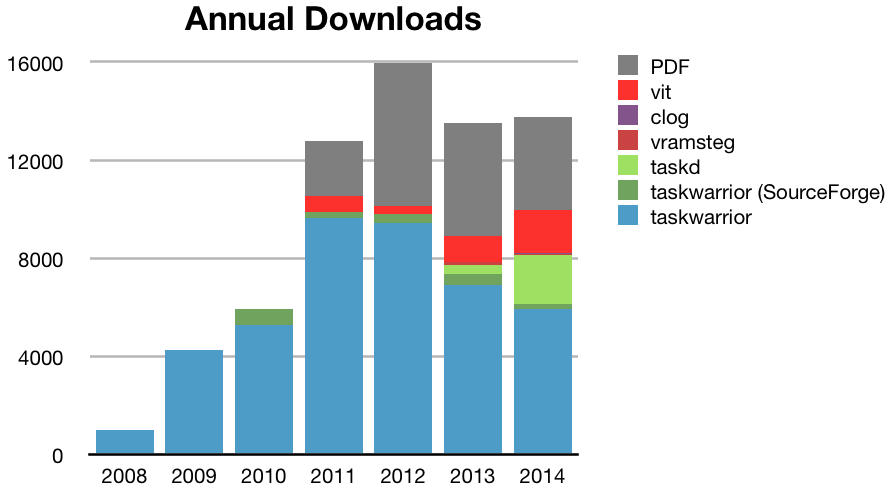 Annual Downloads
16000
12000
8000
4000
0
2008 2009 2010 2011 2012 2013 2014
PDF
vit
clog
vramsteg
taskd
taskwarrior (SourceForge)
taskwarrior